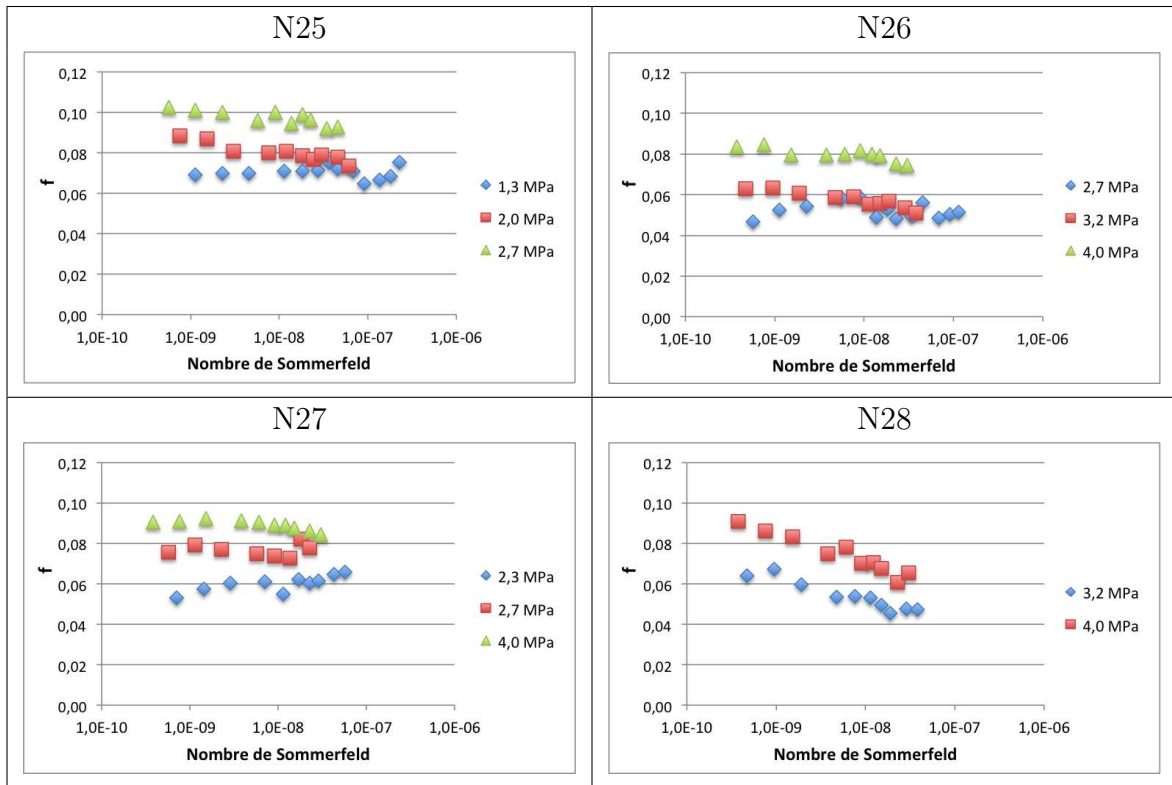 N25
0,12
0,10
0,08
0,06
0,04
0,02
0,00
f
1,0E-10 1,0E-09 1,0E-08 1,0E-07 1,0E-06
Nombre de Sommerfeld
1,3 MPa
2,0 MPa
2,7 MPa
N26
0,12
0,10
0,08
0,06
0,04
0,02
0,00
f
1,0E-10 1,0E-09 1,0E-08 1,0E-07 1,0E-06
Nombre de Sommerfeld
2,7 MPa
3,2 MPa
4,0 MPa
N27
0,12
0,10
0,08
0,06
0,04
0,02
0,00
f
1,0E-10 1,0E-09 1,0E-08 1,0E-07 1,0E-06
Nombre de Sommerfeld
2,3 MPa
2,7 MPa
4,0 MPa
N28
0,12
0,10
0,08
0,06
0,04
0,02
0,00
f
1,0E-10 1,0E-09 1,0E-08 1,0E-07 1,0E-06
Nombre de Sommerfeld
3,2 MPa
4,0 MPa